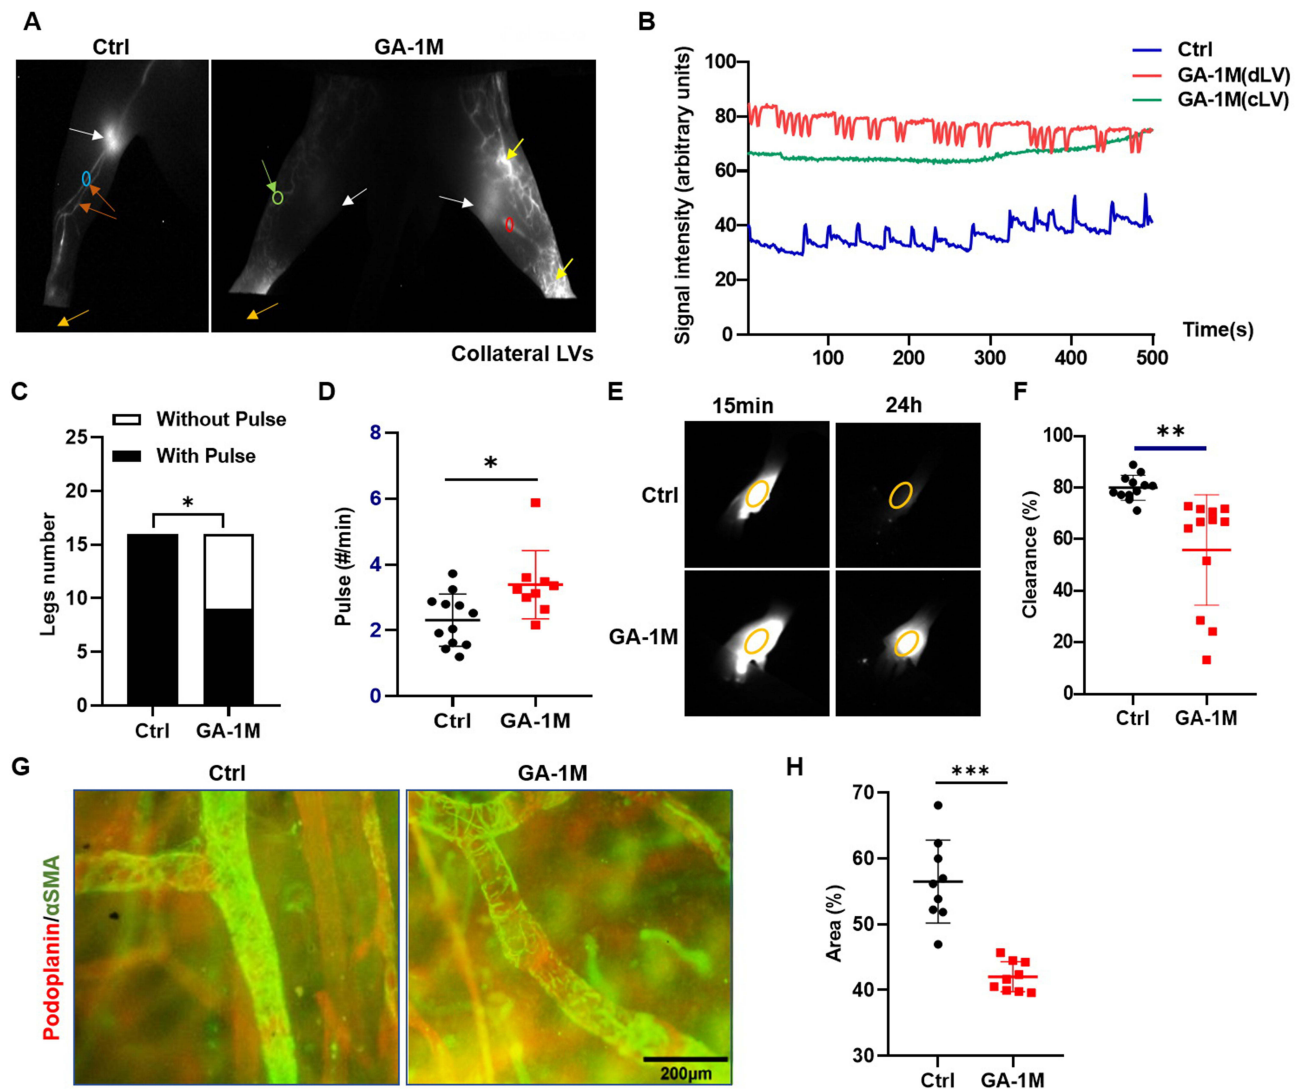 A
Ctrl
GA-1M
Collateral LVs
B
Signal intensity (arbitrary units)
100
80
60
40
20
0
100
200
300
400
500
Time(s)
Ctrl
GA-1M(dLV)
GA-1M(cLV)
C
Without Pulse
With Pulse
Legs number
25
20
15
10
5
0
*
Ctrl
GA-1M
D
Pulse (#/min)
8
6
4
2
0
*
Ctrl
GA-1M
E
15min
24h
Ctrl
GA-1M
F
Clearance (%)
100
80
60
40
20
0
**
Ctrl
GA-1M
G
Ctrl
GA-1M
Podoplanin/αSMA
200μm
H
Area (%)
70
60
50
40
30
***
Ctrl
GA-1M